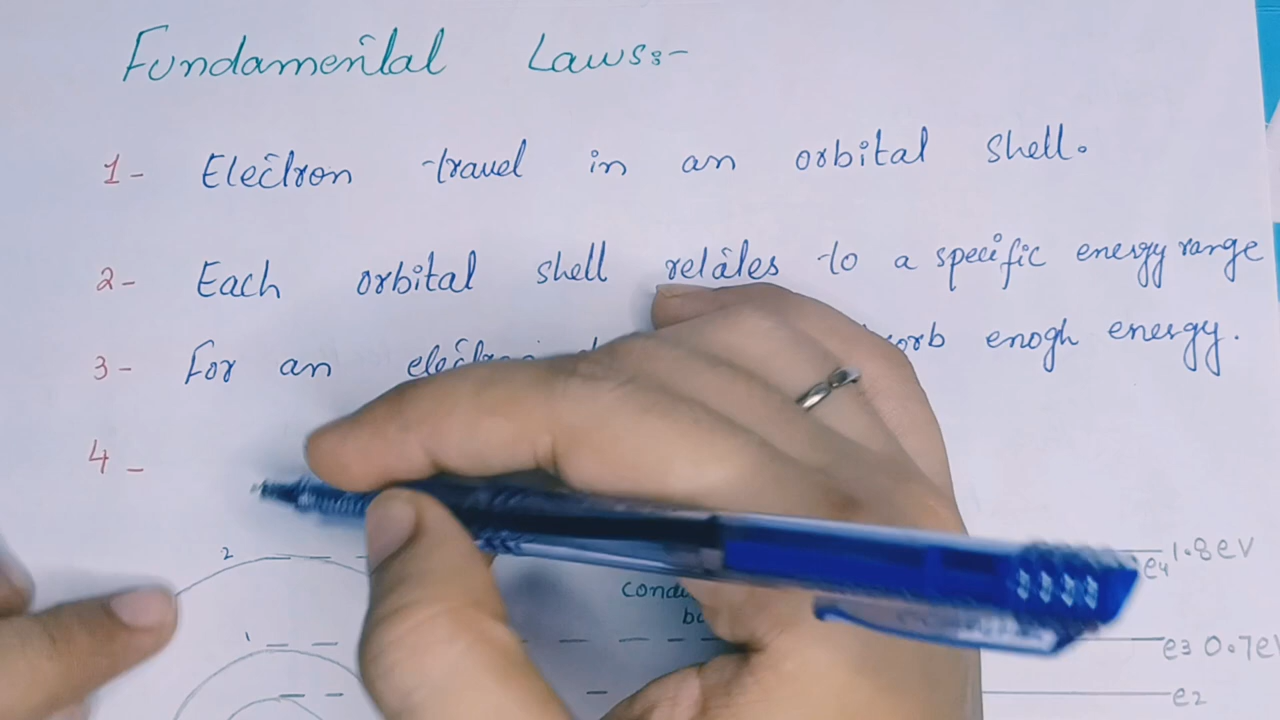 Fundamental Laws:-
1- Electron travel in an orbital shell.
2- Each orbital shell relates to a specific energy range
3- For an enogh energy.
4-
2
1.8eV
e4
1
e3 0.7e
e2